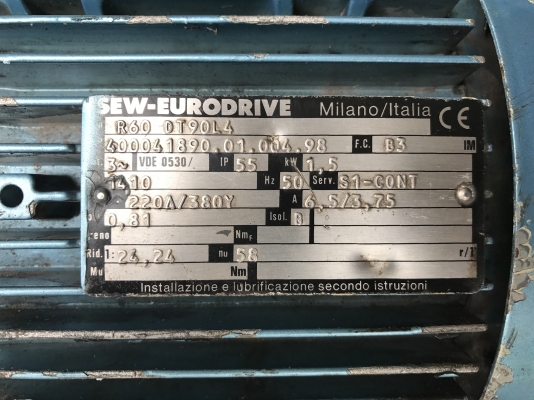 SEW-EURODRIVE Milano/Italia CE
R60 DT90L4
400041890.01.004.98 F.C. B3 IM
3~ VDE 0530/ IP 55 kW 1,5
1410 Hz 50 Serv. S1-CONT
220Δ/380Y A 6,5/3,75
0,81 Isol. B
Nm
Rid. 1: 24,24 nu 58 r/1'
Mu Nm
Installazione e lubrificazione secondo istruzioni